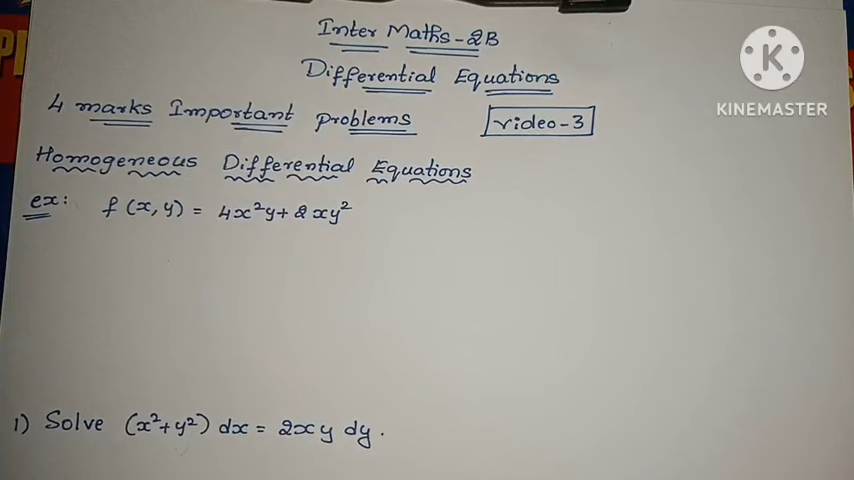 Inter Maths-2B
Differential Equations
4 marks Important Problems
video-3
Homogeneous Differential Equations
ex: f(x,y) = 4x²y+2xy²
1) Solve (x²+y²) dx = 2xy dy.
K
KINEMASTER